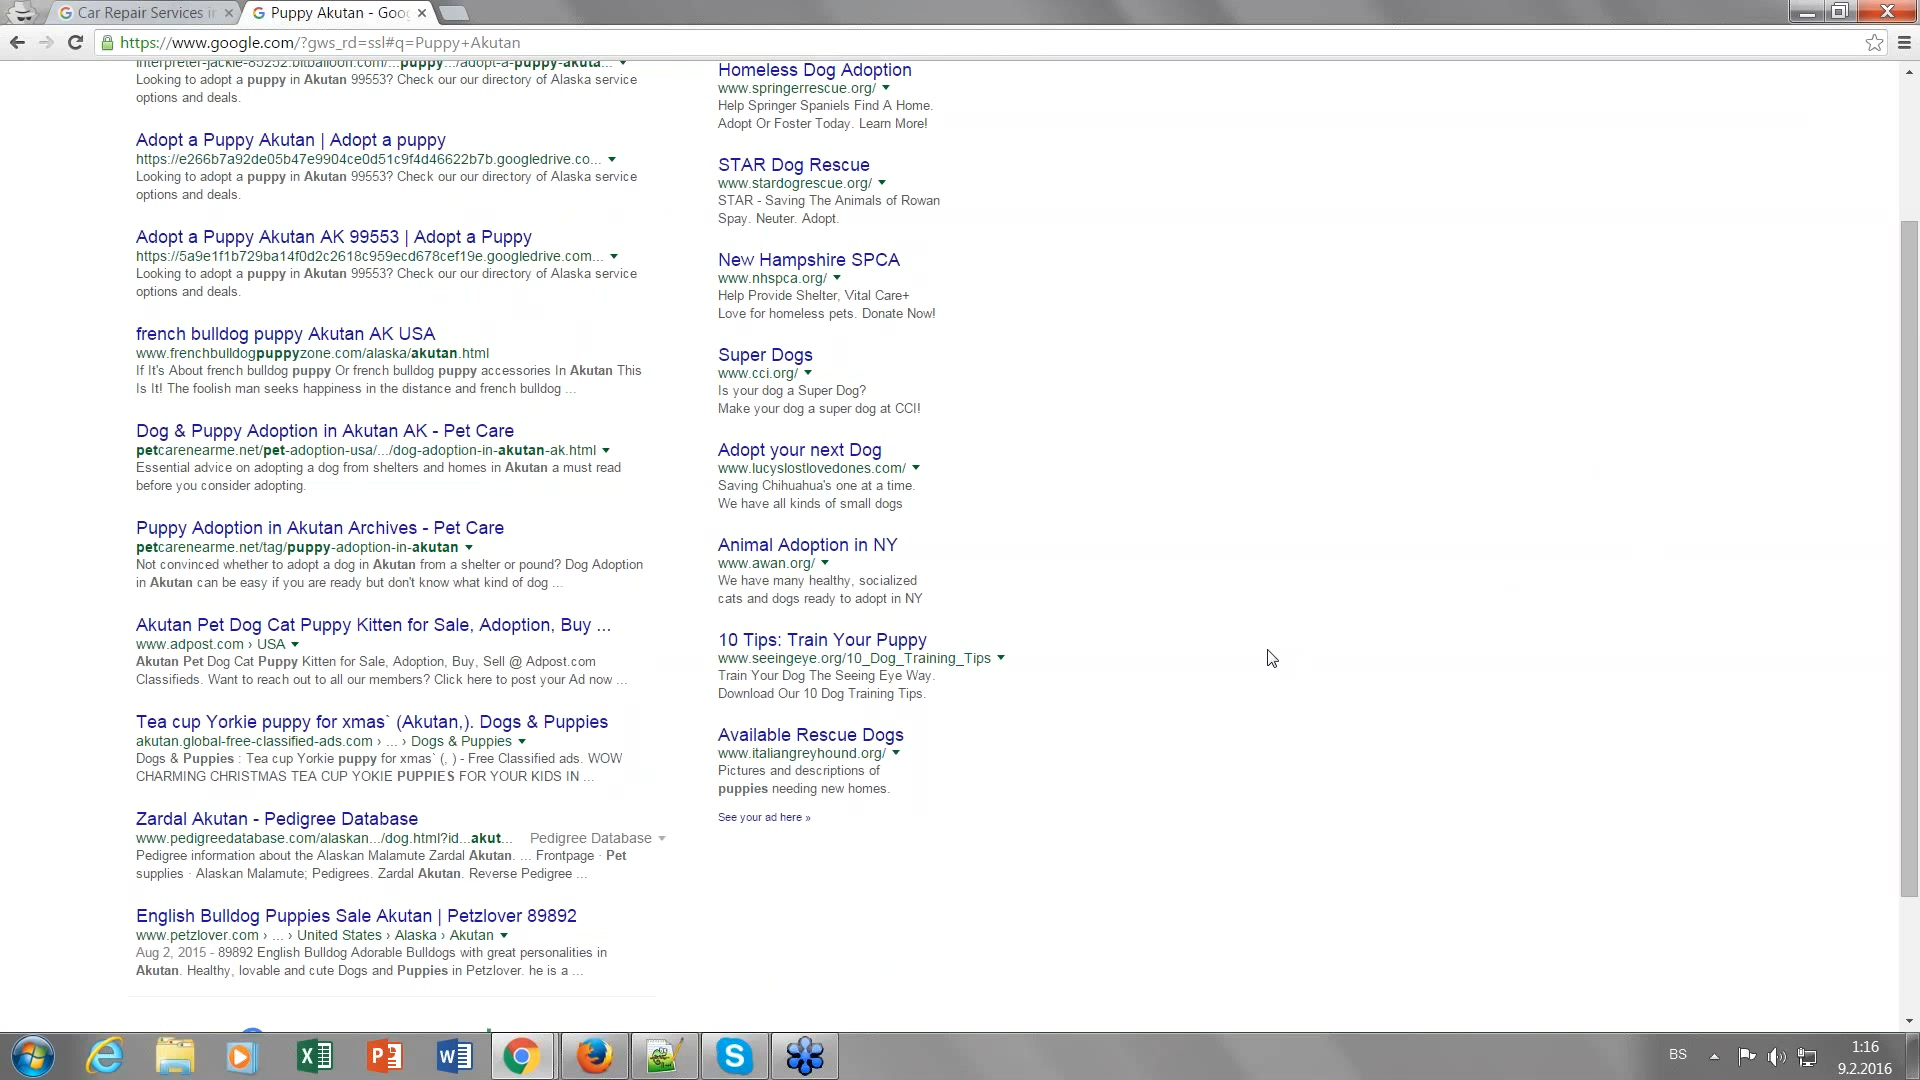 Car Repair Services i
Puppy Akutan - Goo
https://www.google.com/?gws_rd=ssl#q=Puppy+Akutan
interpreter-jackie-85252.bitballoon.com/...puppy.../adopt-a-puppy-akuta...
Looking to adopt a puppy in Akutan 99553? Check our our directory of Alaska service
options and deals.
Adopt a Puppy Akutan | Adopt a puppy
https://e266b7a92de05b47e9904ce0d51c9f4d46622b7b.googledrive.co...
Looking to adopt a puppy in Akutan 99553? Check our our directory of Alaska service
options and deals.
Adopt a Puppy Akutan AK 99553 | Adopt a Puppy
https://5a9e1f1b729ba14f0d2c2618c959ecd678cef19e.googledrive.com...
Looking to adopt a puppy in Akutan 99553? Check our our directory of Alaska service
options and deals.
french bulldog puppy Akutan AK USA
www.frenchbulldogpuppyzone.com/alaska/akutan.html
If It's About french bulldog puppy Or french bulldog puppy accessories In Akutan This
Is It! The foolish man seeks happiness in the distance and french bulldog ...
Dog & Puppy Adoption in Akutan AK - Pet Care
petcarenearme.net/pet-adoption-usa/.../dog-adoption-in-akutan-ak.html
Essential advice on adopting a dog from shelters and homes in Akutan a must read
before you consider adopting.
Puppy Adoption in Akutan Archives - Pet Care
petcarenearme.net/tag/puppy-adoption-in-akutan
Not convinced whether to adopt a dog in Akutan from a shelter or pound? Dog Adoption
in Akutan can be easy if you are ready but don't know what kind of dog ...
Akutan Pet Dog Cat Puppy Kitten for Sale, Adoption, Buy ...
www.adpost.com › USA
Akutan Pet Dog Cat Puppy Kitten for Sale, Adoption, Buy, Sell @ Adpost.com
Classifieds. Want to reach out to all our members? Click here to post your Ad now ...
Tea cup Yorkie puppy for xmas` (Akutan,). Dogs & Puppies
akutan.global-free-classified-ads.com › ... › Dogs & Puppies
Dogs & Puppies : Tea cup Yorkie puppy for xmas` (, ) - Free Classified ads. WOW
CHARMING CHRISTMAS TEA CUP YOKIE PUPPIES FOR YOUR KIDS IN ...
Zardal Akutan - Pedigree Database
www.pedigreedatabase.com/alaskan.../dog.html?id...akut... Pedigree Database
Pedigree information about the Alaskan Malamute Zardal Akutan. ... Frontpage · Pet
supplies · Alaskan Malamute; Pedigrees. Zardal Akutan. Reverse Pedigree ...
English Bulldog Puppies Sale Akutan | Petzlover 89892
www.petzlover.com › ... › United States › Alaska › Akutan
Aug 2, 2015 - 89892 English Bulldog Adorable Bulldogs with great personalities in
Akutan. Healthy, lovable and cute Dogs and Puppies in Petzlover. he is a ...
Homeless Dog Adoption
www.springerrescue.org/
Help Springer Spaniels Find A Home.
Adopt Or Foster Today. Learn More!
STAR Dog Rescue
www.stardogrescue.org/
STAR - Saving The Animals of Rowan
Spay. Neuter. Adopt.
New Hampshire SPCA
www.nhspca.org/
Help Provide Shelter, Vital Care+
Love for homeless pets. Donate Now!
Super Dogs
www.cci.org/
Is your dog a Super Dog?
Make your dog a super dog at CCI!
Adopt your next Dog
www.lucyslostlovedones.com/
Saving Chihuahua's one at a time.
We have all kinds of small dogs
Animal Adoption in NY
www.awan.org/
We have many healthy, socialized
cats and dogs ready to adopt in NY
10 Tips: Train Your Puppy
www.seeingeye.org/10_Dog_Training_Tips
Train Your Dog The Seeing Eye Way.
Download Our 10 Dog Training Tips.
Available Rescue Dogs
www.italiangreyhound.org/
Pictures and descriptions of
puppies needing new homes.
See your ad here »
BS
1:16
9.2.2016